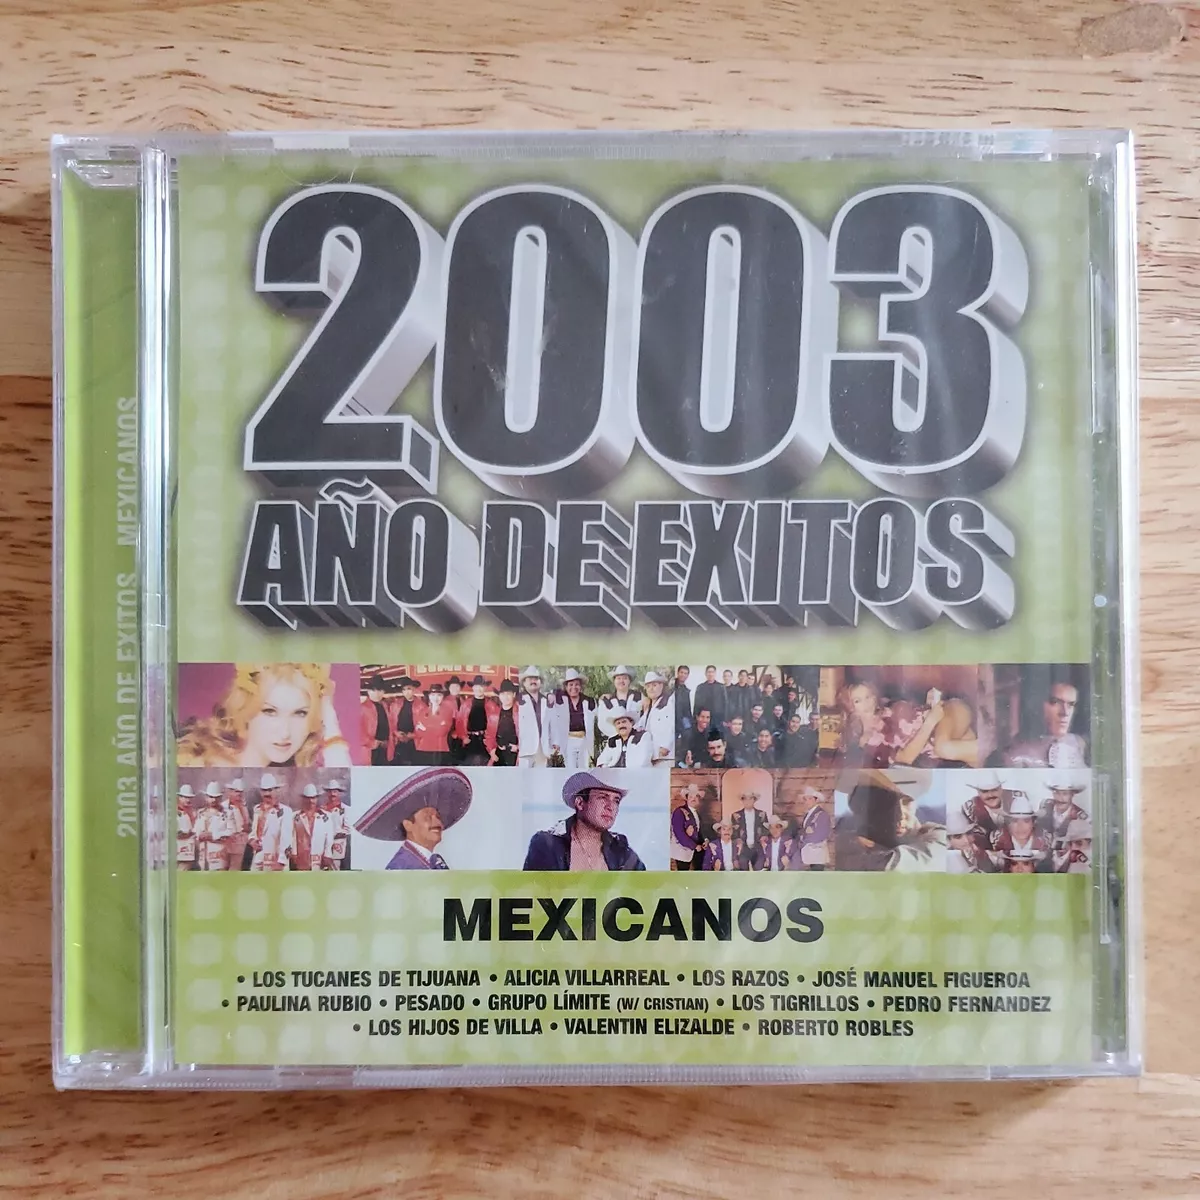 2003
AÑO DE EXITOS
MEXICANOS
• LOS TUCANES DE TIJUANA • ALICIA VILLARREAL • LOS RAZOS • JOSÉ MANUEL FIGUEROA
• PAULINA RUBIO • PESADO • GRUPO LÍMITE (W/ CRISTIAN) • LOS TIGRILLOS • PEDRO FERNANDEZ
• LOS HIJOS DE VILLA • VALENTIN ELIZALDE • ROBERTO ROBLES
2003 AÑO DE EXITOS MEXICANOS